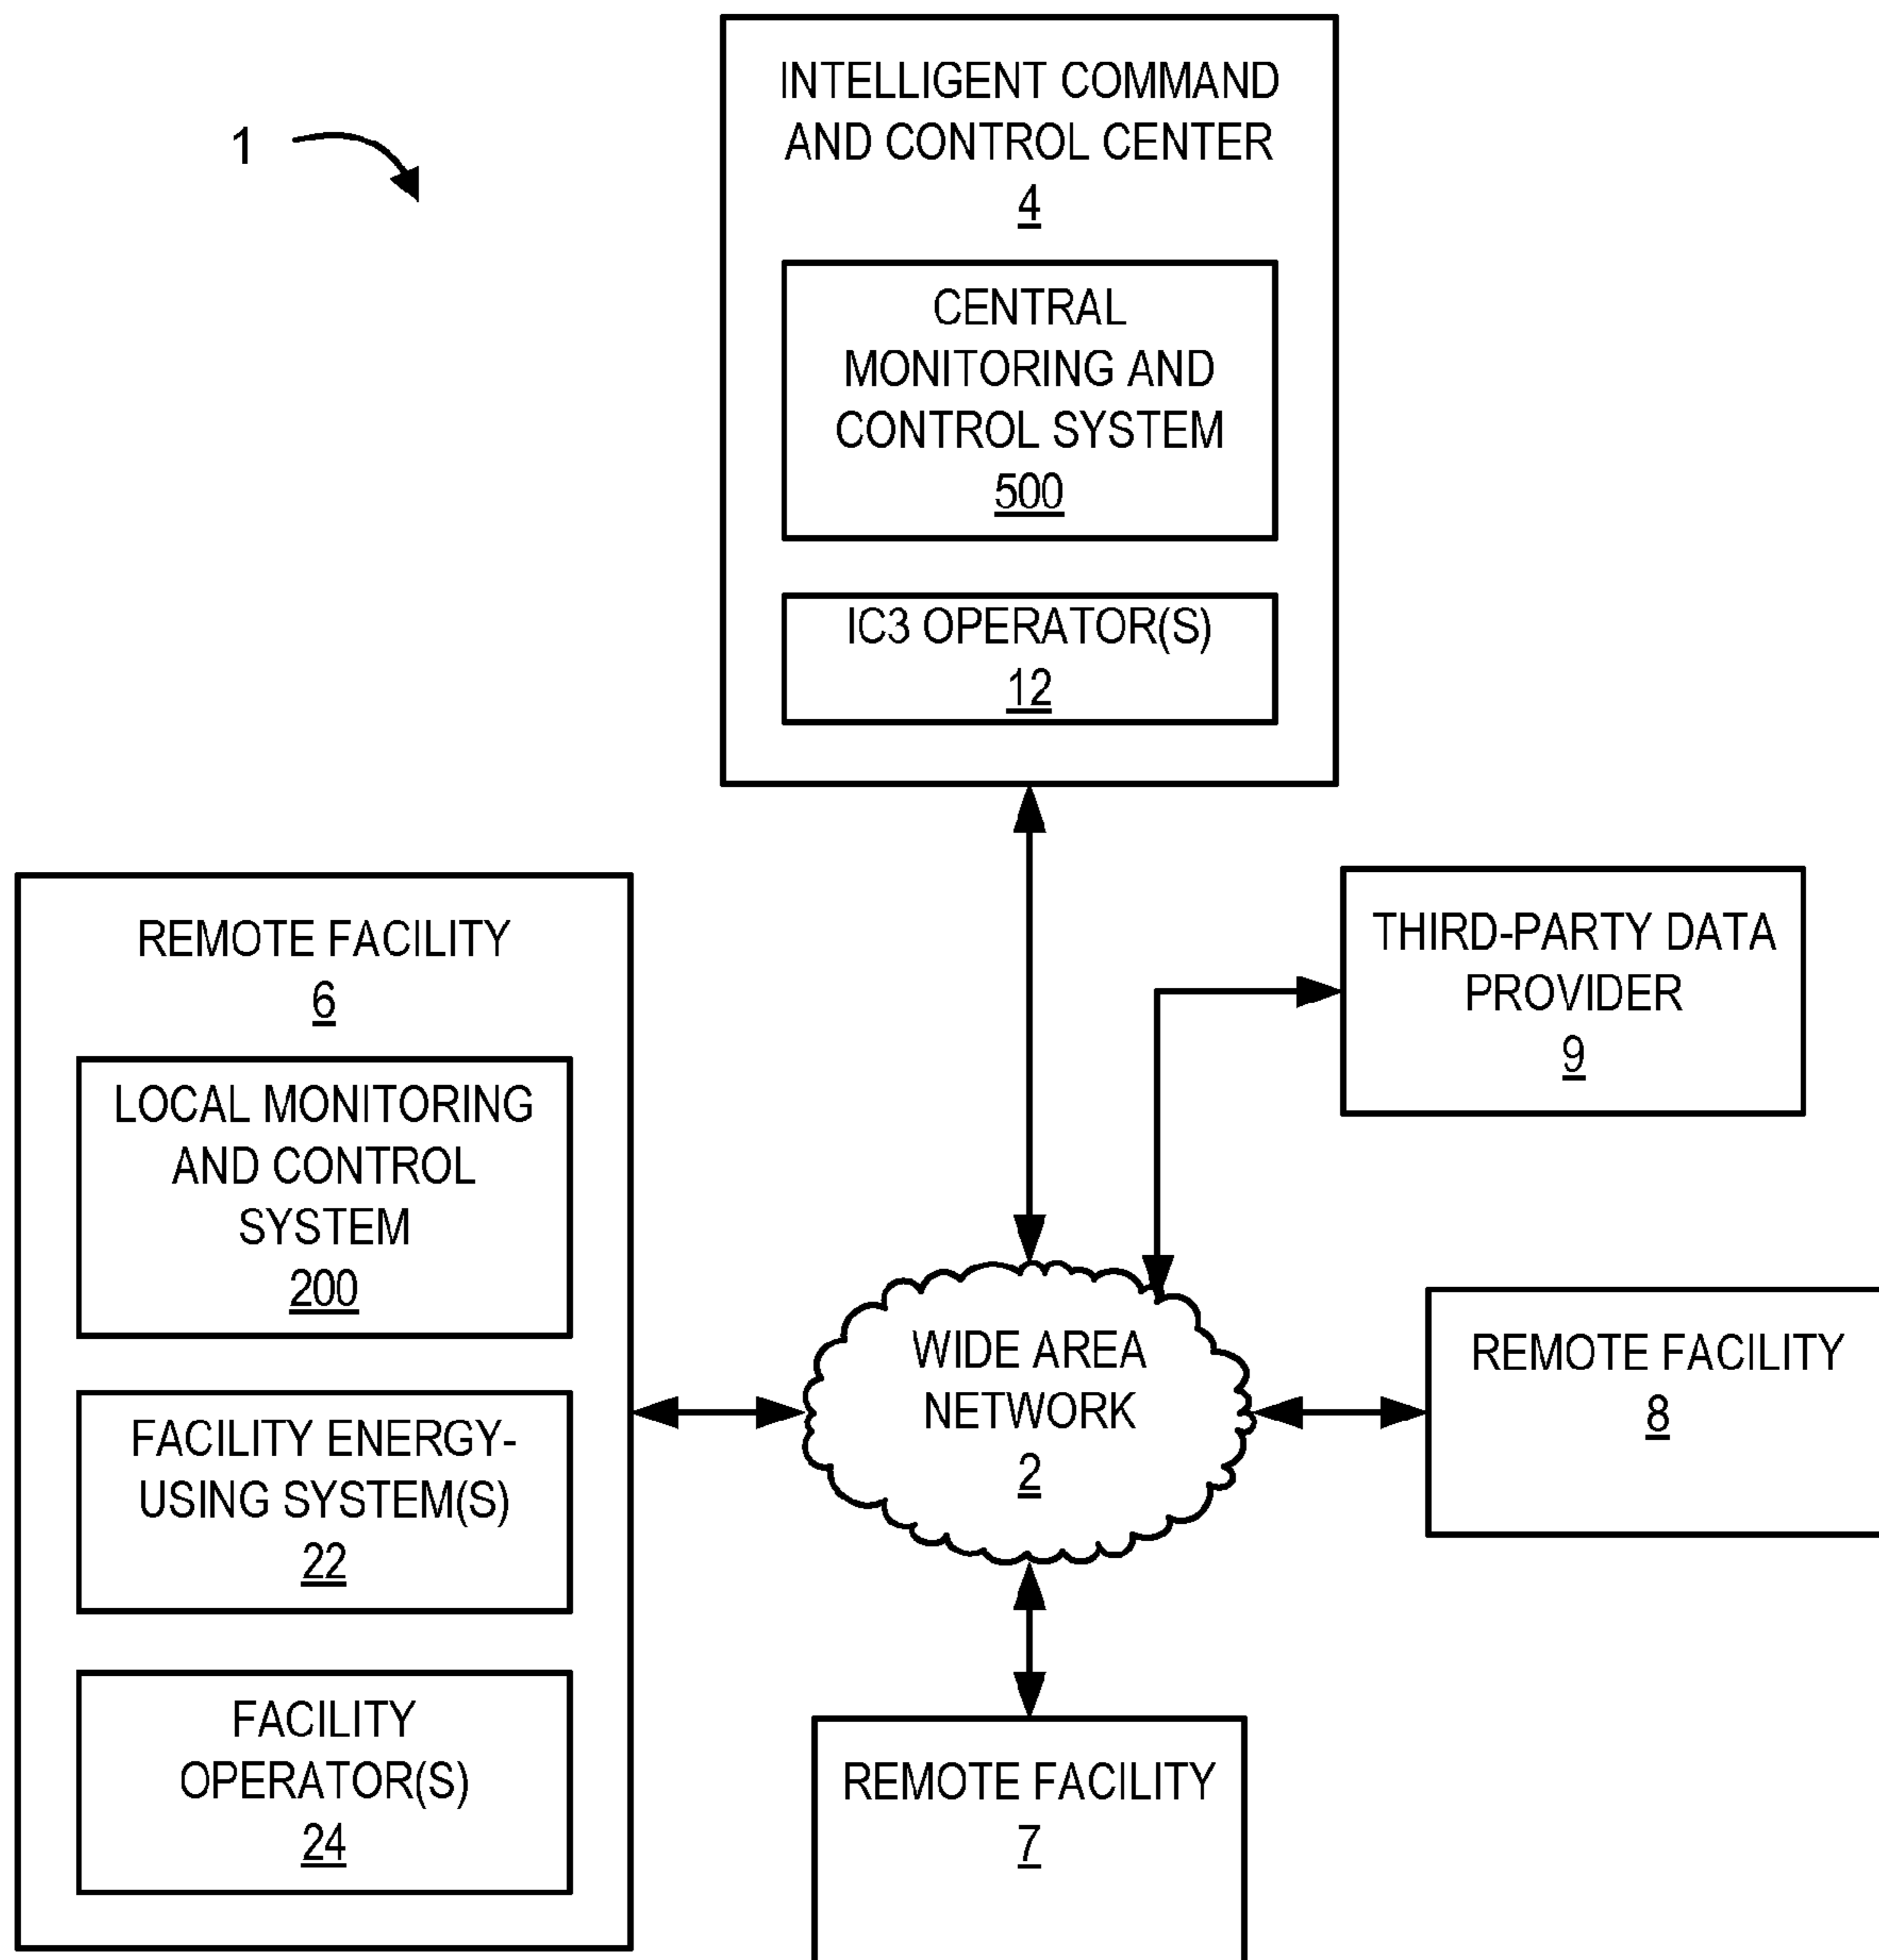 1
INTELLIGENT COMMAND
AND CONTROL CENTER
4
CENTRAL
MONITORING AND
CONTROL SYSTEM
500
IC3 OPERATOR(S)
12
REMOTE FACILITY
6
LOCAL MONITORING
AND CONTROL
SYSTEM
200
FACILITY ENERGY-
USING SYSTEM(S)
22
FACILITY
OPERATOR(S)
24
THIRD-PARTY DATA
PROVIDER
9
WIDE AREA
NETWORK
2
REMOTE FACILITY
8
REMOTE FACILITY
7